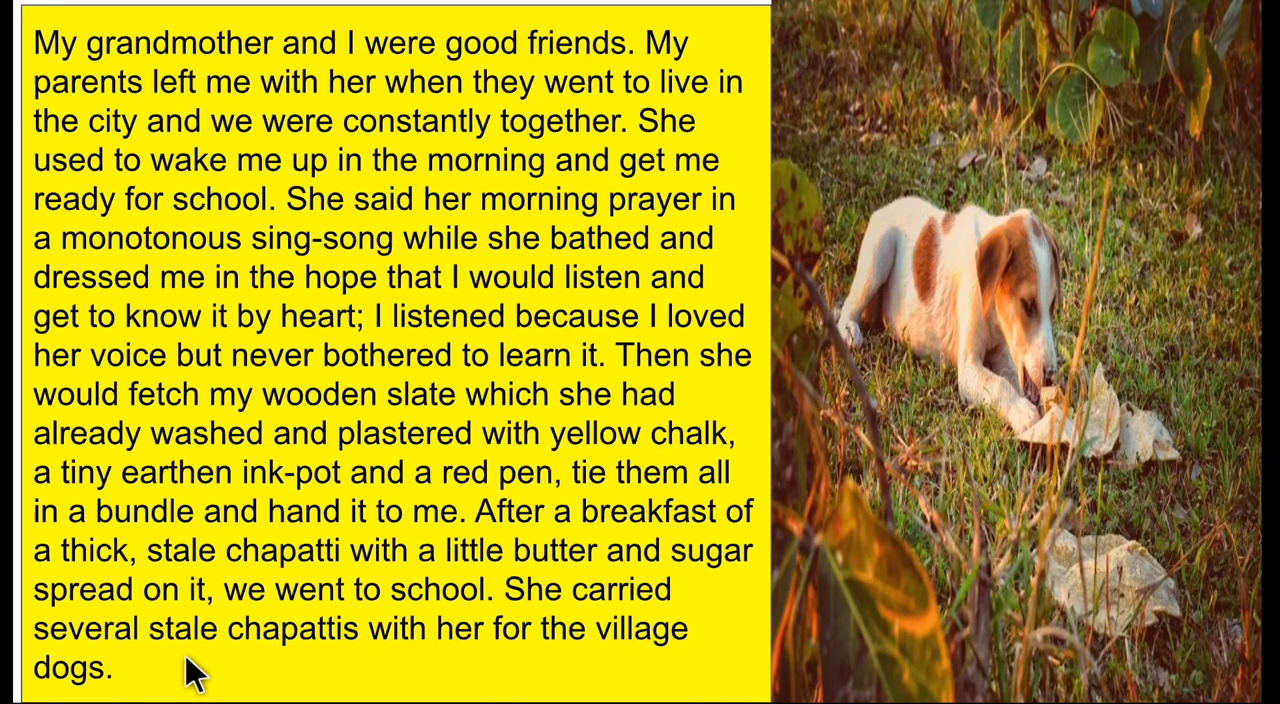 My grandmother and I were good friends. My
parents left me with her when they went to live in
the city and we were constantly together. She
used to wake me up in the morning and get me
ready for school. She said her morning prayer in
a monotonous sing-song while she bathed and
dressed me in the hope that I would listen and
get to know it by heart; I listened because I loved
her voice but never bothered to learn it. Then she
would fetch my wooden slate which she had
already washed and plastered with yellow chalk,
a tiny earthen ink-pot and a red pen, tie them all
in a bundle and hand it to me. After a breakfast of
a thick, stale chapatti with a little butter and sugar
spread on it, we went to school. She carried
several stale chapattis with her for the village
dogs.